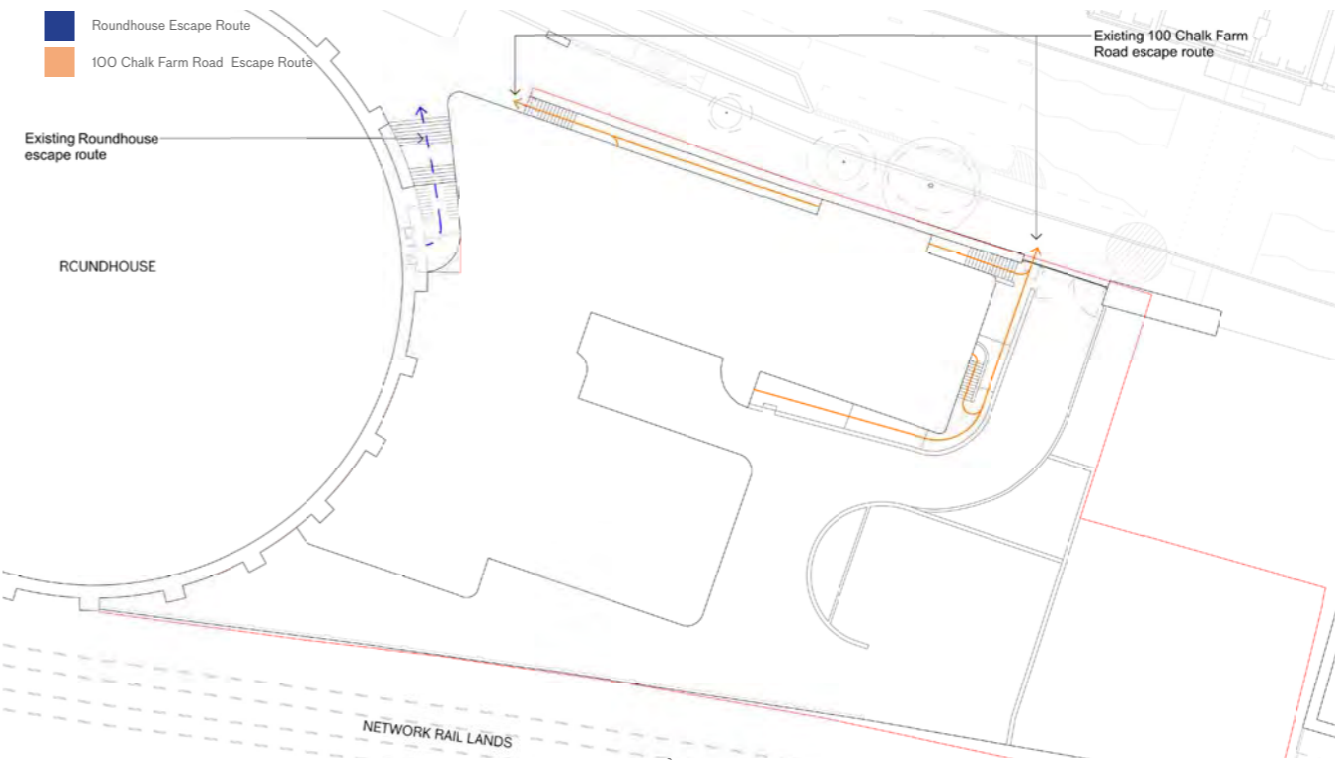 Roundhouse Escape Route
100 Chalk Farm Road Escape Route
Existing 100 Chalk Farm
Road escape route
Existing Roundhouse
escape route
RCUNDHOUSE
NETWORK RAIL LANDS